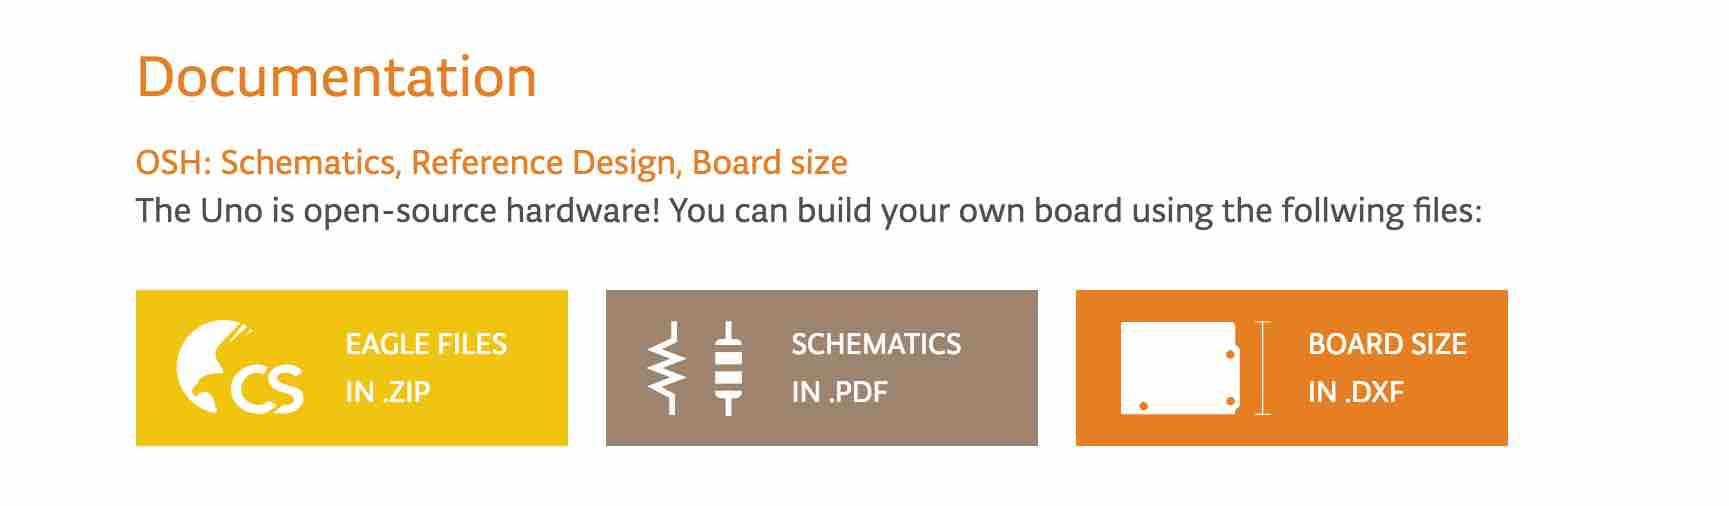 Documentation
OSH: Schematics, Reference Design, Board size
The Uno is open-source hardware! You can build your own board using the follwing files:
CS
EAGLE FILES
IN .ZIP
SCHEMATICS
IN .PDF
BOARD SIZE
IN .DXF